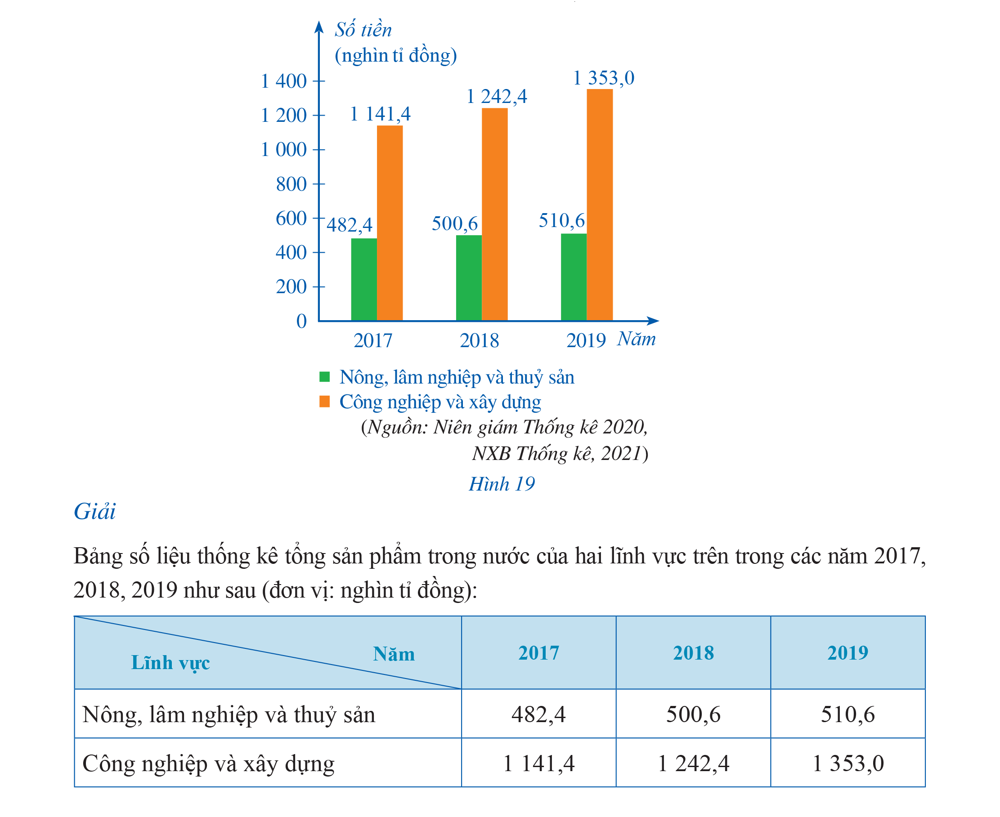 Số tiền
(nghìn tỉ đồng)
1 400
1 200
1 000
800
600
400
200
0
1 141,4
1 242,4
1 353,0
482,4
500,6
510,6
2017
2018
2019
Năm
Nông, lâm nghiệp và thuỷ sản
Công nghiệp và xây dựng
(Nguồn: Niên giám Thống kê 2020,
NXB Thống kê, 2021)
Hình 19
Giải
Bảng số liệu thống kê tổng sản phẩm trong nước của hai lĩnh vực trên trong các năm 2017,
2018, 2019 như sau (đơn vị: nghìn tỉ đồng):
Lĩnh vực Năm 2017 2018 2019
Nông, lâm nghiệp và thuỷ sản 482,4 500,6 510,6
Công nghiệp và xây dựng 1 141,4 1 242,4 1 353,0